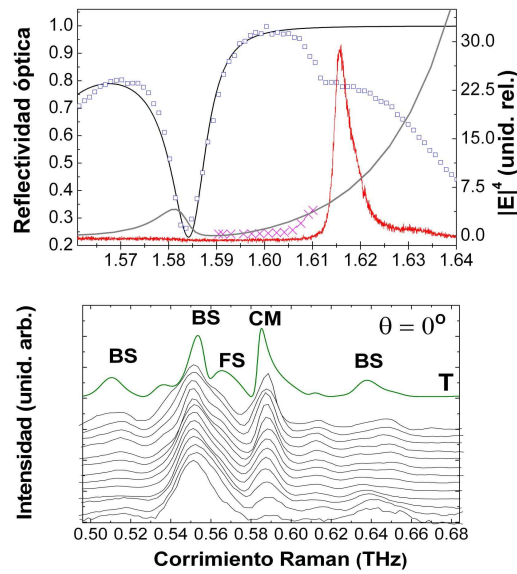 Reflectividad óptica
1.0
0.9
0.8
0.7
0.6
0.5
0.4
0.3
0.2
30.0
22.5
15.0
7.5
0.0
|E|⁴ (unid. rel.)
1.57 1.58 1.59 1.60 1.61 1.62 1.63 1.64
Intensidad (unid. arb.)
BS BS FS CM BS
θ = 0º
T
0.50 0.52 0.54 0.56 0.58 0.60 0.62 0.64 0.66 0.68
Corrimiento Raman (THz)